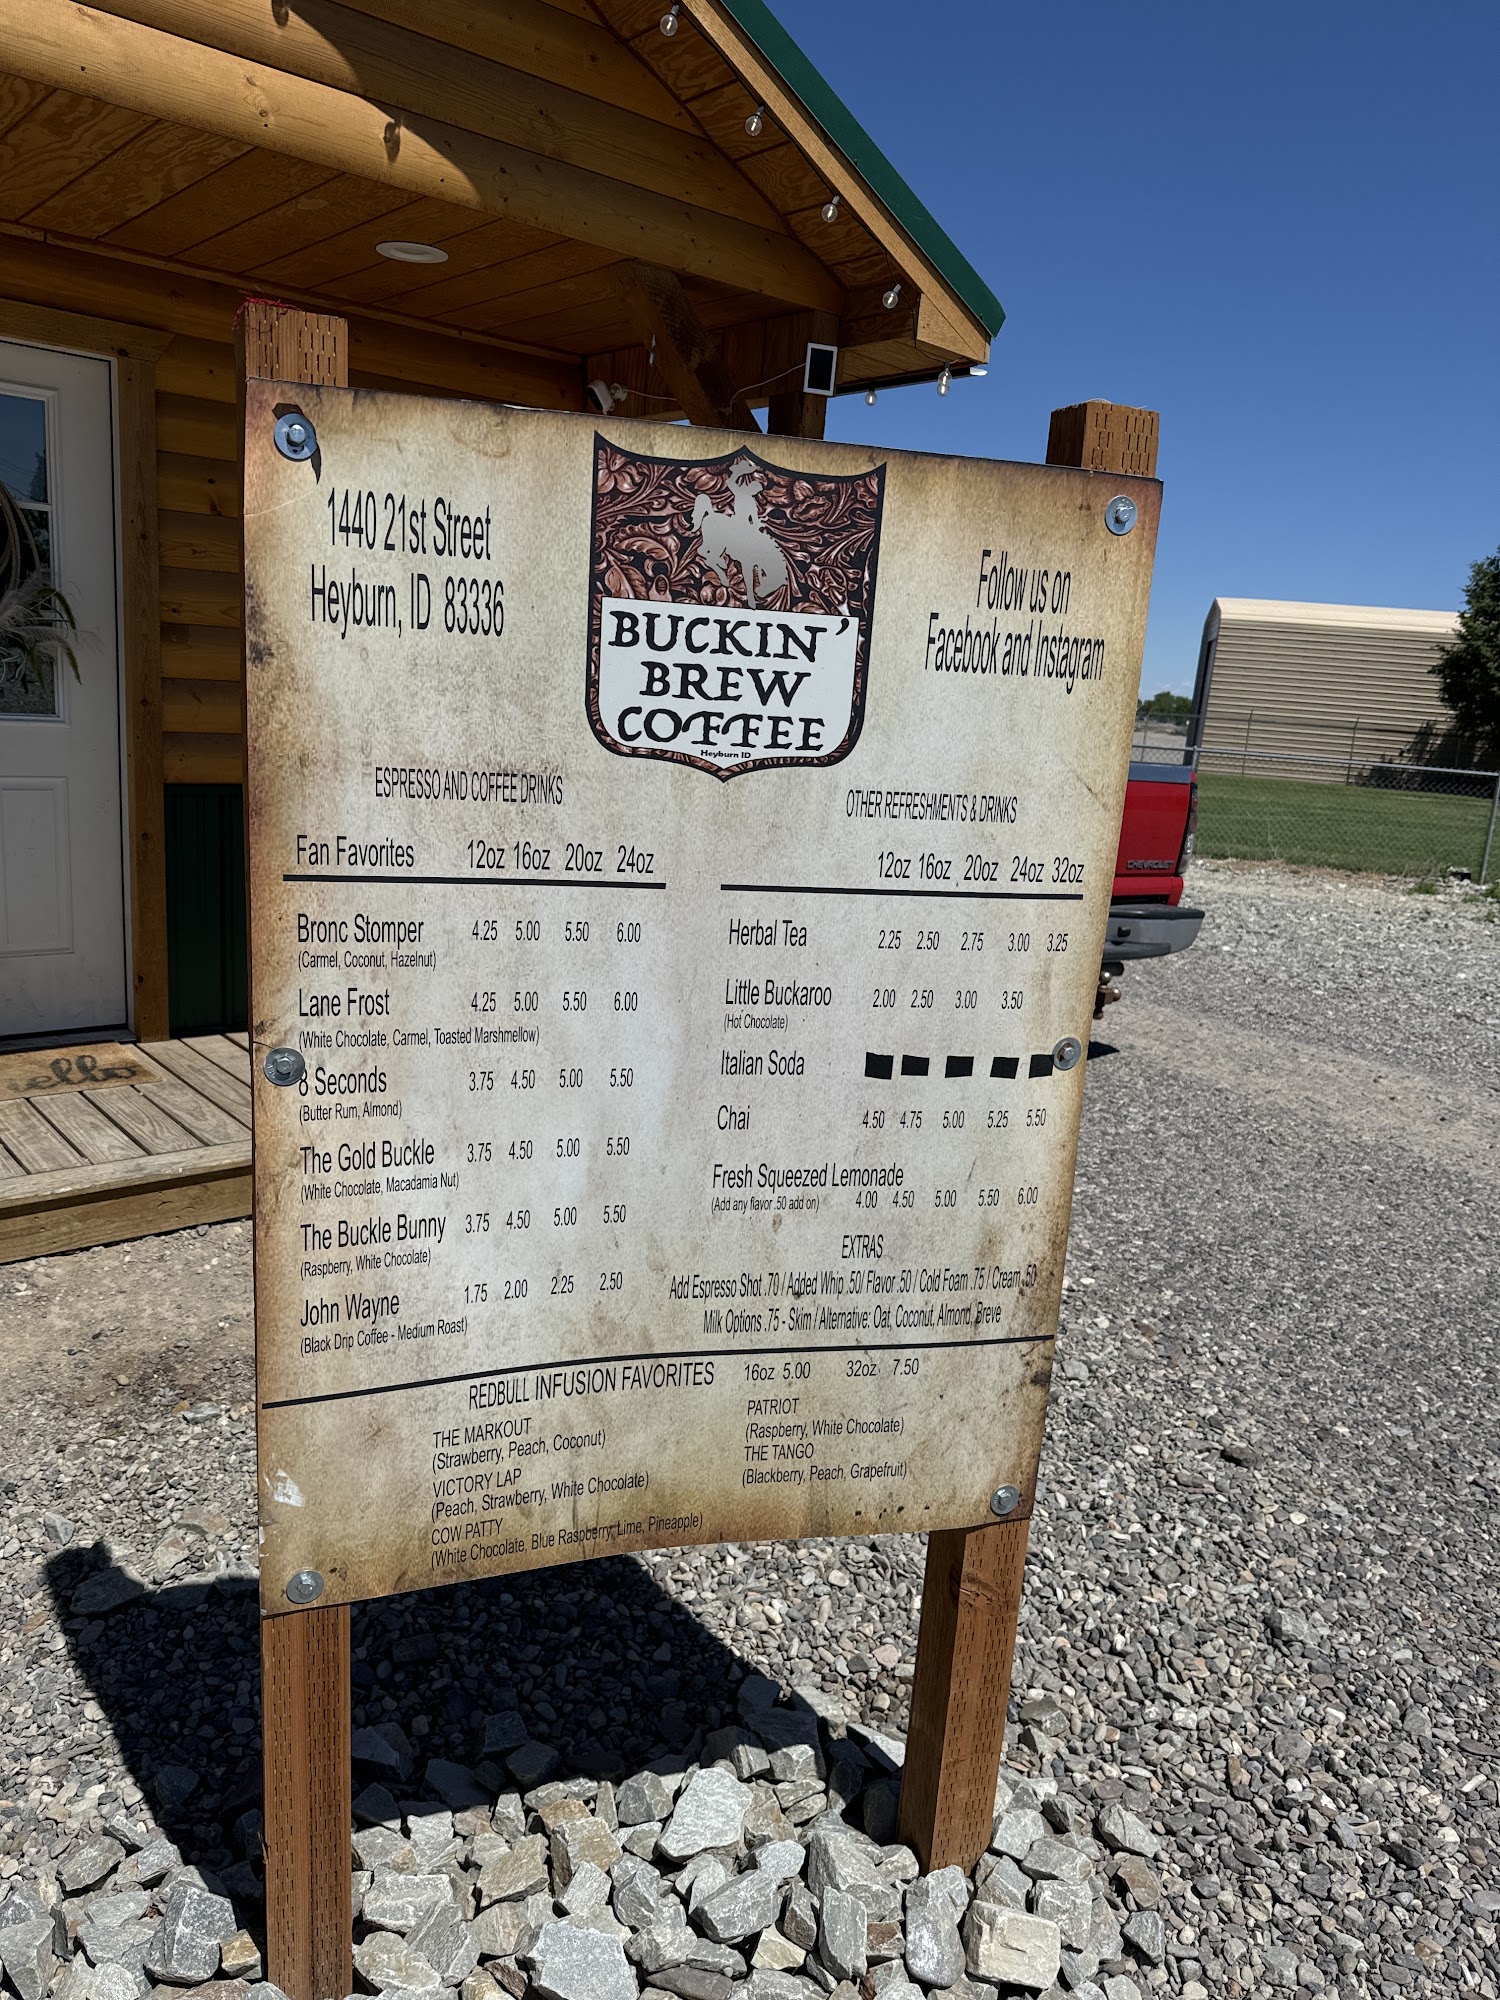 1440 21st Street
Heyburn, ID 83336
BUCKIN'
BREW
COFFEE
Heyburn ID
Follow us on
Facebook and Instagram
ESPRESSO AND COFFEE DRINKS
Fan Favorites 12oz 16oz 20oz 24oz
Bronc Stomper 4.25 5.00 5.50 6.00
(Carmel, Coconut, Hazelnut)
Lane Frost 4.25 5.00 5.50 6.00
(White Chocolate, Carmel, Toasted Marshmellow)
8 Seconds 3.75 4.50 5.00 5.50
(Butter Rum, Almond)
The Gold Buckle 3.75 4.50 5.00 5.50
(White Chocolate, Macadamia Nut)
The Buckle Bunny 3.75 4.50 5.00 5.50
(Raspberry, White Chocolate)
John Wayne 1.75 2.00 2.25 2.50
(Black Drip Coffee - Medium Roast)
OTHER REFRESHMENTS & DRINKS
12oz 16oz 20oz 24oz 32oz
Herbal Tea 2.25 2.50 2.75 3.00 3.25
Little Buckaroo 2.00 2.50 3.00 3.50
(Hot Chocolate)
Italian Soda
Chai 4.50 4.75 5.00 5.25 5.50
Fresh Squeezed Lemonade
(Add any flavor .50 add on) 4.00 4.50 5.00 5.50 6.00
EXTRAS
Add Espresso Shot .70 / Added Whip .50/ Flavor .50 / Cold Foam .75 / Cream .50
Milk Options .75 - Skim / Alternative: Oat, Coconut, Almond, Breve
REDBULL INFUSION FAVORITES 16oz 5.00 32oz 7.50
THE MARKOUT
(Strawberry, Peach, Coconut)
VICTORY LAP
(Peach, Strawberry, White Chocolate)
COW PATTY
(White Chocolate, Blue Raspberry, Lime, Pineapple)
PATRIOT
(Raspberry, White Chocolate)
THE TANGO
(Blackberry, Peach, Grapefruit)
CHEVROLET
hello